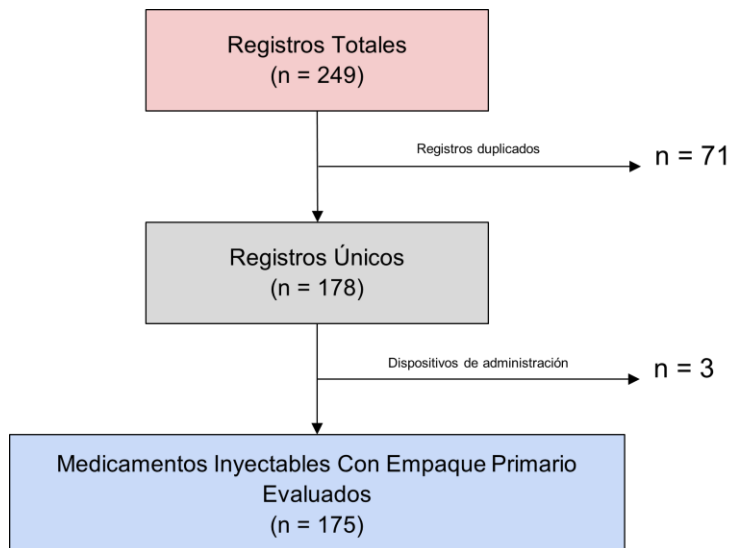 Registros Totales
(n = 249)
Registros duplicados
n = 71
Registros Únicos
(n = 178)
Dispositivos de administración
n = 3
Medicamentos Inyectables Con Empaque Primario
Evaluados
(n = 175)